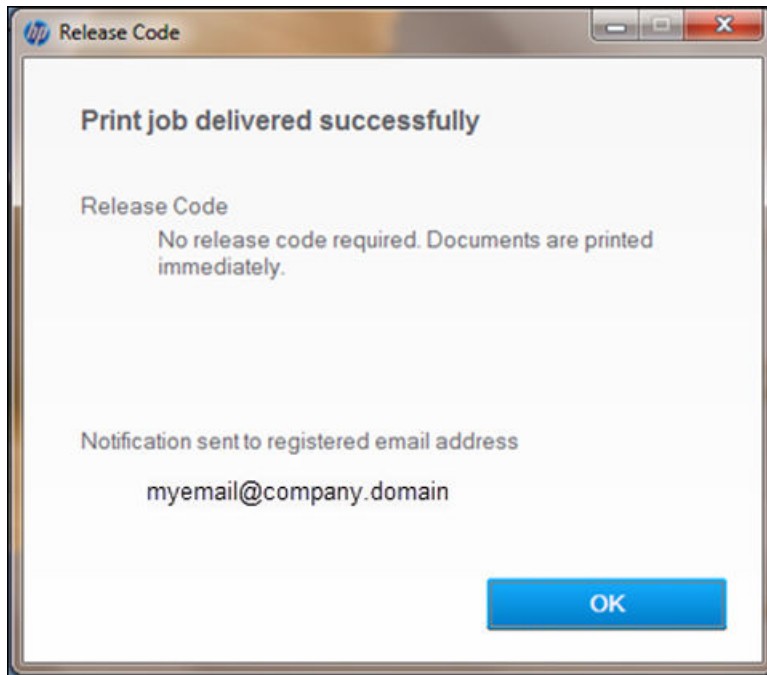 hp Release Code
Print job delivered successfully
Release Code
No release code required. Documents are printed
immediately.
Notification sent to registered email address
myemail@company.domain
OK